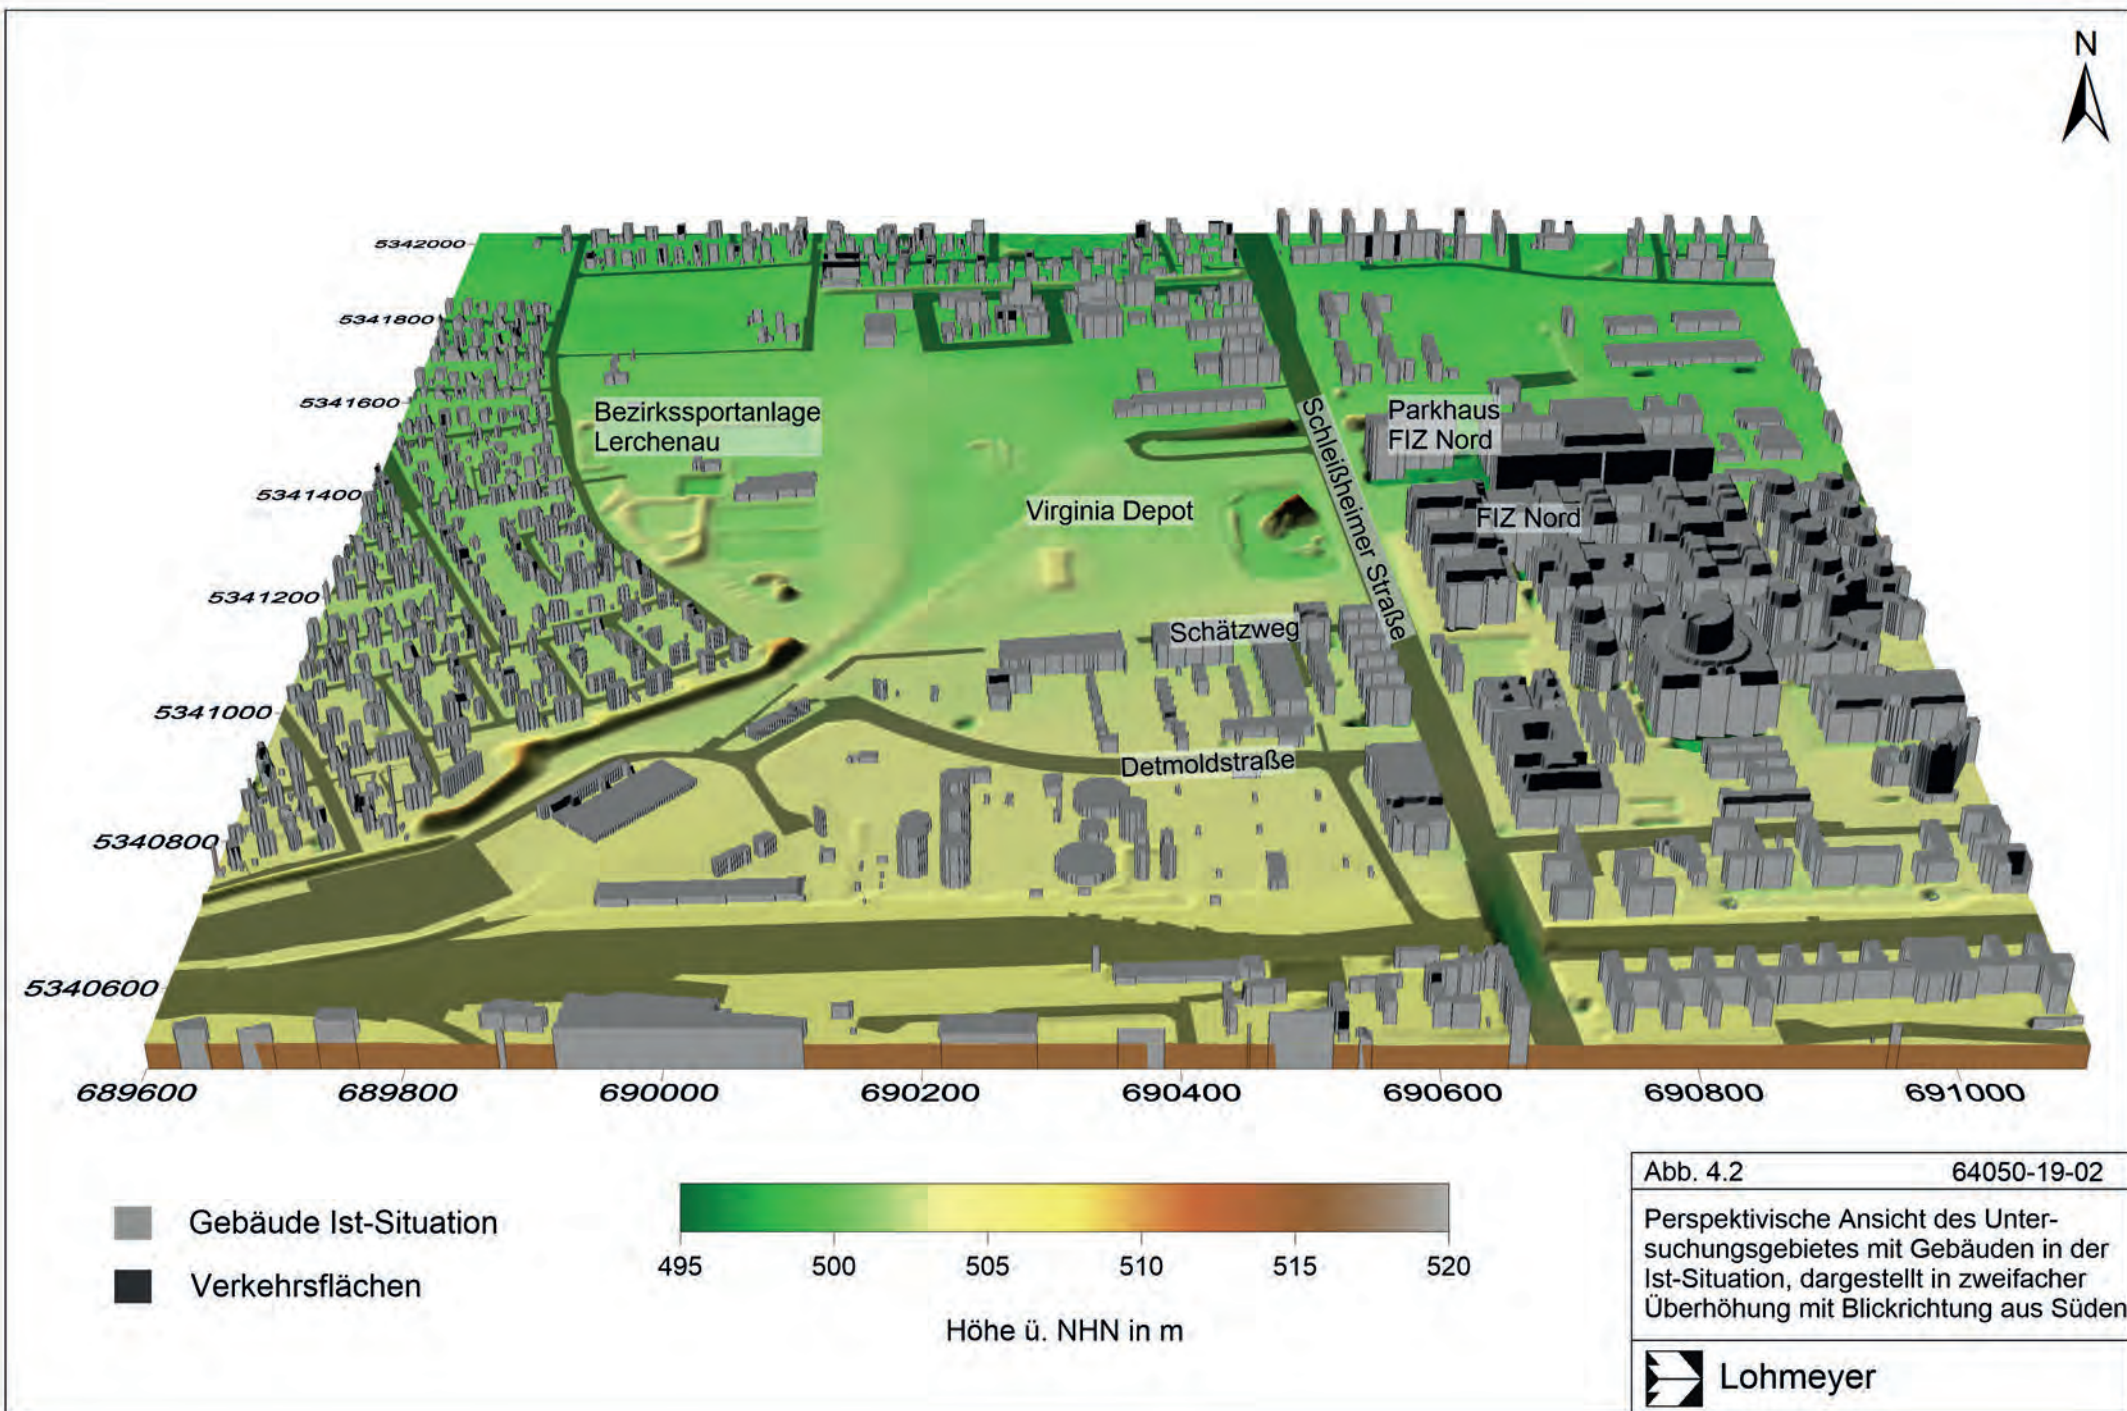 N
5342000
5341800
5341600
5341400
5341200
5341000
5340800
5340600
Bezirkssportanlage
Lerchenau
Parkhaus
FIZ Nord
Schleißheimer Straße
Virginia Depot
FIZ Nord
Schätzweg
Detmoldstraße
689600 689800 690000 690200 690400 690600 690800 691000
Gebäude Ist-Situation
Verkehrsflächen
495 500 505 510 515 520
Höhe ü. NHN in m
Abb. 4.2 64050-19-02
Perspektivische Ansicht des Unter-
suchungsgebietes mit Gebäuden in der
Ist-Situation, dargestellt in zweifacher
Überhöhung mit Blickrichtung aus Süden
Lohmeyer